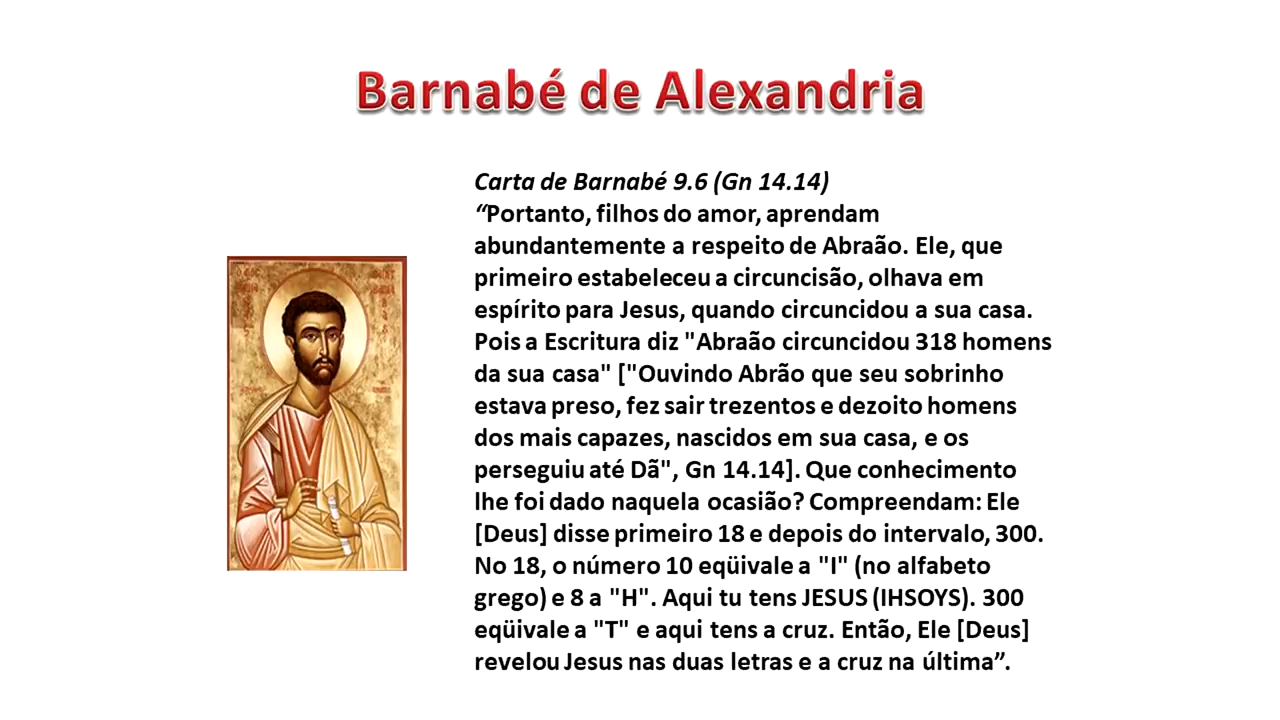 Barnabé de Alexandria
Carta de Barnabé 9.6 (Gn 14.14)
“Portanto, filhos do amor, aprendam
abundantemente a respeito de Abraão. Ele, que
primeiro estabeleceu a circuncisão, olhava em
espírito para Jesus, quando circuncidou a sua casa.
Pois a Escritura diz "Abraão circuncidou 318 homens
da sua casa" ["Ouvindo Abrão que seu sobrinho
estava preso, fez sair trezentos e dezoito homens
dos mais capazes, nascidos em sua casa, e os
perseguiu até Dã", Gn 14.14]. Que conhecimento
lhe foi dado naquela ocasião? Compreendam: Ele
[Deus] disse primeiro 18 e depois do intervalo, 300.
No 18, o número 10 eqüivale a "I" (no alfabeto
grego) e 8 a "H". Aqui tu tens JESUS (IHSOYS). 300
eqüivale a "T" e aqui tens a cruz. Então, Ele [Deus]
revelou Jesus nas duas letras e a cruz na última”.